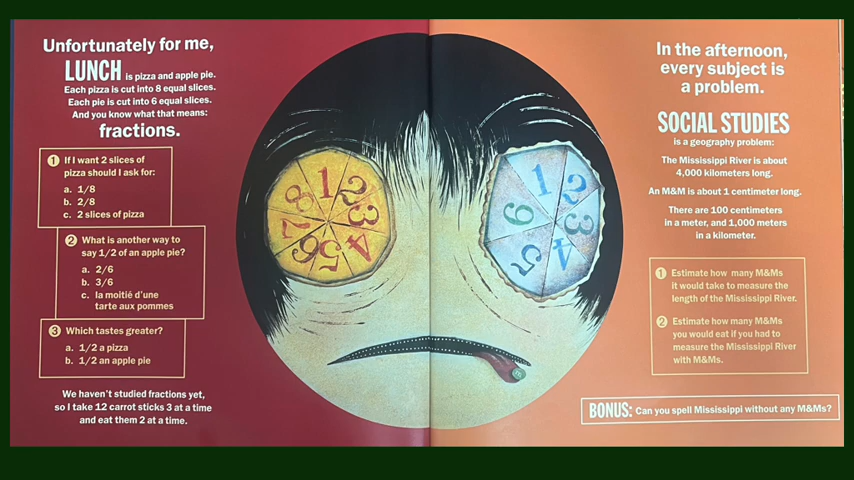 Unfortunately for me,
LUNCH is pizza and apple pie.
Each pizza is cut into 8 equal slices.
Each pie is cut into 6 equal slices.
And you know what that means:
fractions.
1 If I want 2 slices of
pizza should I ask for:
a. 1/8
b. 2/8
c. 2 slices of pizza
2 What is another way to
say 1/2 of an apple pie?
a. 2/6
b. 3/6
c. la moitié d'une
tarte aux pommes
3 Which tastes greater?
a. 1/2 a pizza
b. 1/2 an apple pie
We haven't studied fractions yet,
so I take 12 carrot sticks 3 at a time
and eat them 2 at a time.
1 2 3 4 5 6 7 8
1 2 3 4 5 6
In the afternoon,
every subject is
a problem.
SOCIAL STUDIES
is a geography problem:
The Mississippi River is about
4,000 kilometers long.
An M&M is about 1 centimeter long.
There are 100 centimeters
in a meter, and 1,000 meters
in a kilometer.
1 Estimate how many M&Ms
it would take to measure the
length of the Mississippi River.
2 Estimate how many M&Ms
you would eat if you had to
measure the Mississippi River
with M&Ms.
BONUS: Can you spell Mississippi without any M&Ms?